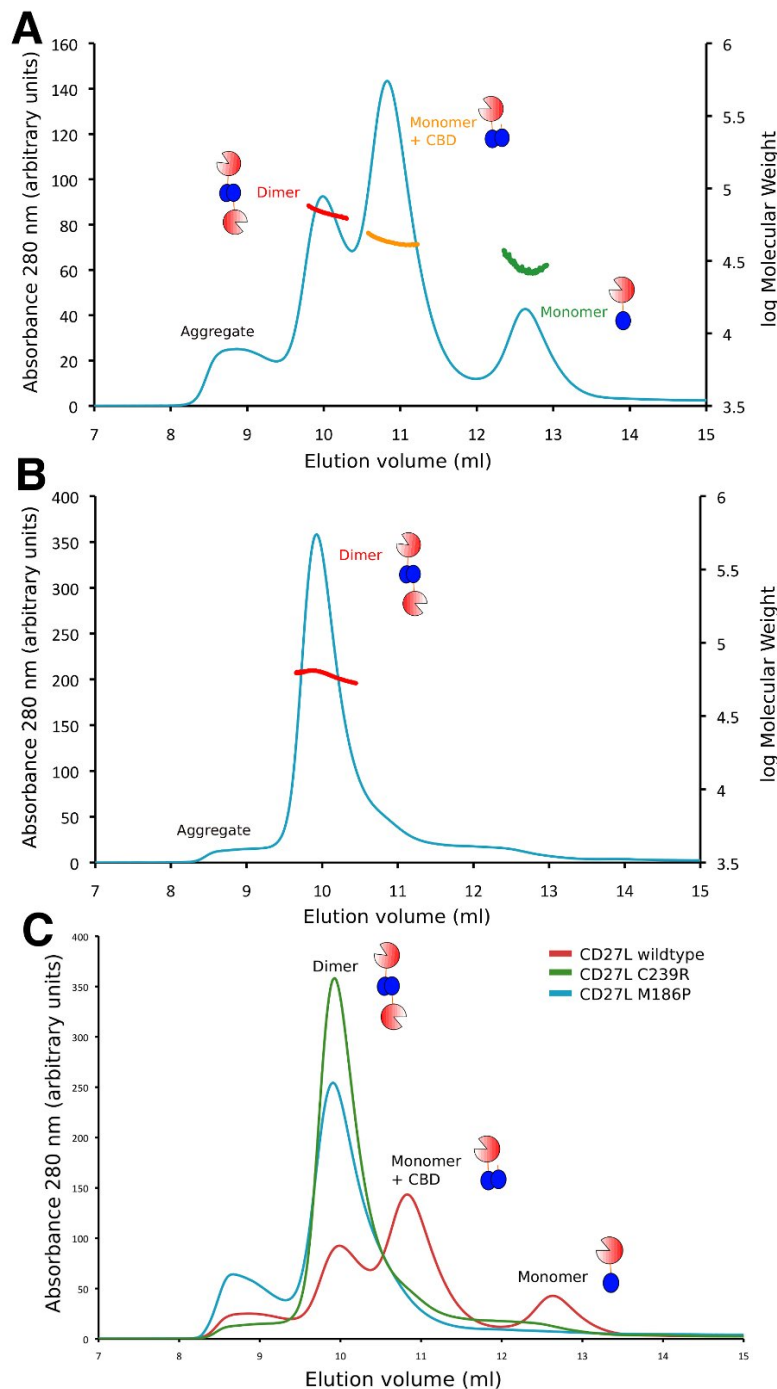 A
Absorbance 280 nm (arbitrary units)
160
140
120
100
80
60
40
20
0
Dimer
Aggregate
Monomer
+ CBD
Monomer
6
5.5
5
4.5
4
3.5
log Molecular Weight
7 8 9 10 11 12 13 14 15
Elution volume (ml)
B
Absorbance 280 nm (arbitrary units)
400
350
300
250
200
150
100
50
0
Dimer
Aggregate
6
5.5
5
4.5
4
3.5
log Molecular Weight
7 8 9 10 11 12 13 14 15
Elution volume (ml)
C
Absorbance 280 nm (arbitrary units)
400
350
300
250
200
150
100
50
0
Dimer
CD27L wildtype
CD27L C239R
CD27L M186P
Monomer
+ CBD
Monomer
7 8 9 10 11 12 13 14 15
Elution volume (ml)